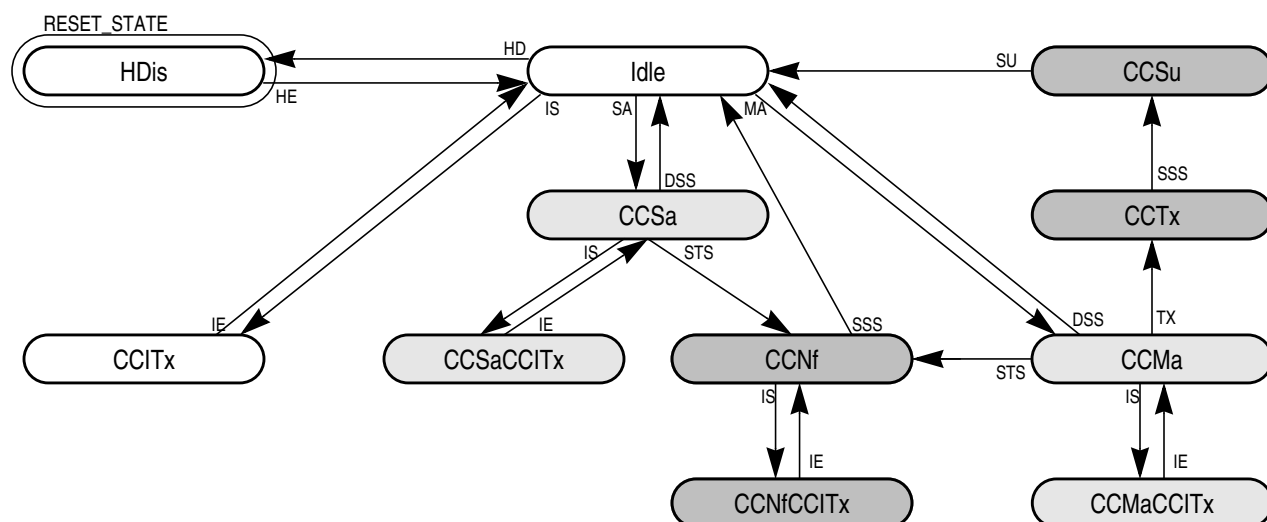 RESET_STATE
HDis
HD
Idle
SU
CCSu
HE
IS
SA
MA
DSS
SSS
CCSa
CCTx
IS
STS
IE
IE
SSS
DSS
TX
CCITx
CCSaCCITx
CCNf
STS
CCMa
IS
IS
IE
IE
CCNfCCITx
CCMaCCITx